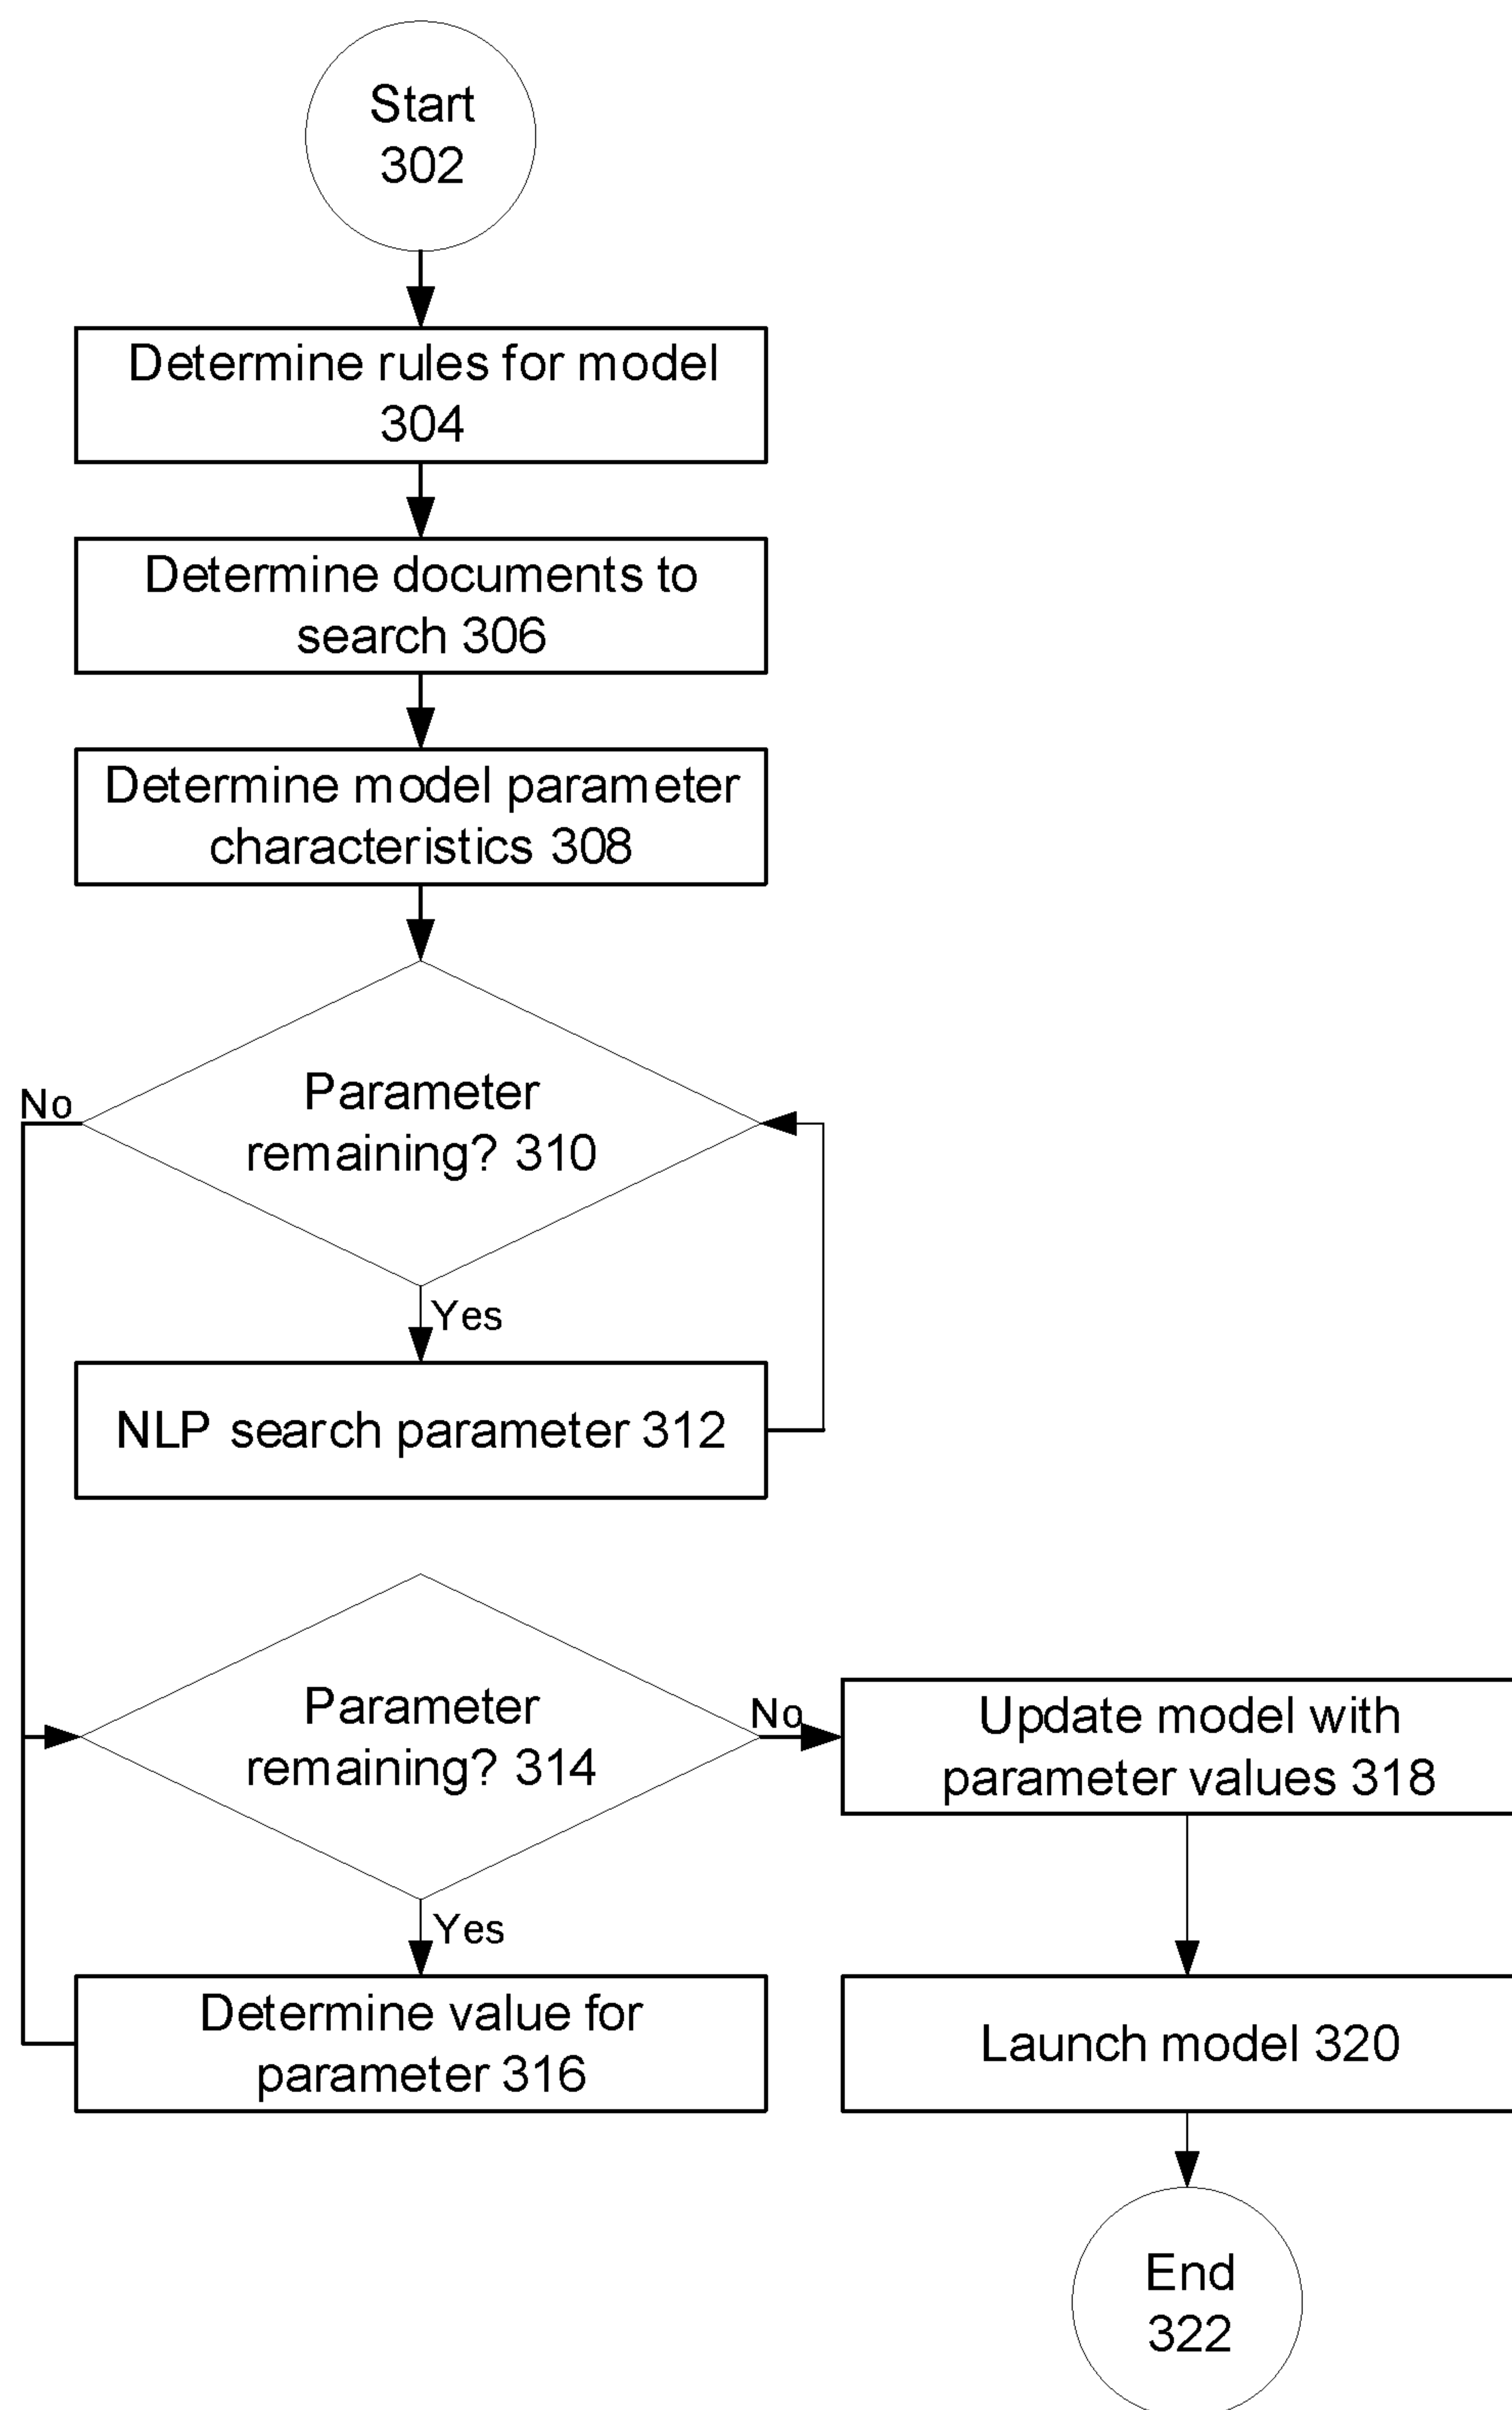 Start
302
Determine rules for model
304
Determine documents to
search 306
Determine model parameter
characteristics 308
Parameter
remaining? 310
No
Yes
NLP search parameter 312
Parameter
remaining? 314
No
Yes
Determine value for
parameter 316
Update model with
parameter values 318
Launch model 320
End
322